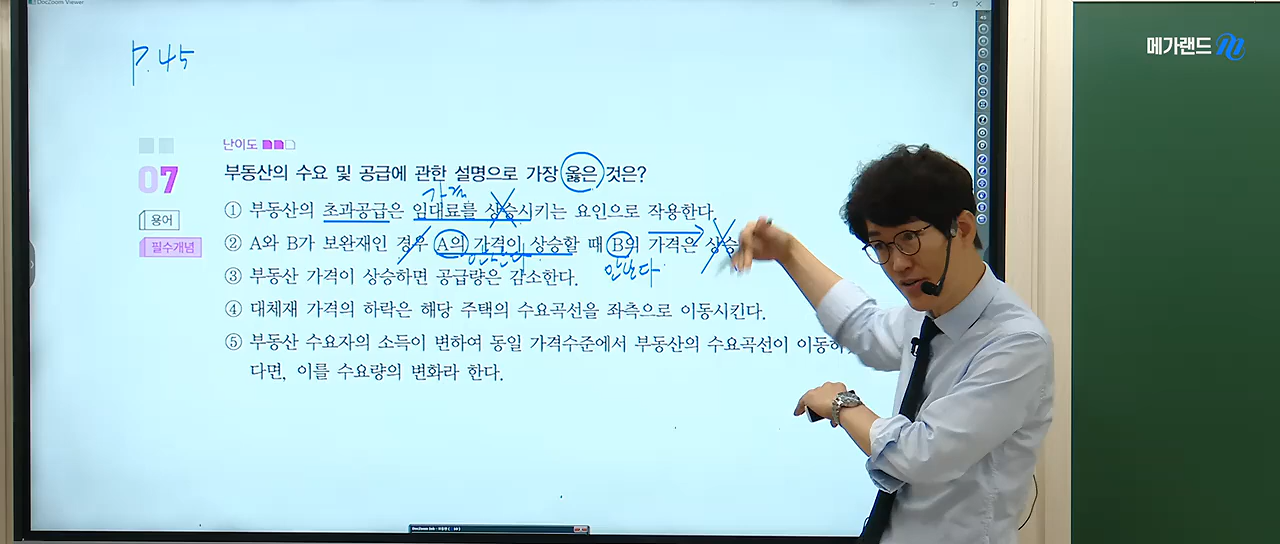 DocZoom Viewer
메가랜드
p.45
난이도
07
부동산의 수요 및 공급에 관한 설명으로 가장 옳은 것은?
가격
용어
① 부동산의 초과공급은 임대료를 상승시키는 요인으로 작용한다.
필수개념
② A와 B가 보완재인 경우 A의 가격이 상승할 때 B의 가격은 상승
안산다
안산다
③ 부동산 가격이 상승하면 공급량은 감소한다.
④ 대체재 가격의 하락은 해당 주택의 수요곡선을 좌측으로 이동시킨다.
⑤ 부동산 수요자의 소득이 변하여 동일 가격수준에서 부동산의 수요곡선이
다면, 이를 수요량의 변화라 한다.